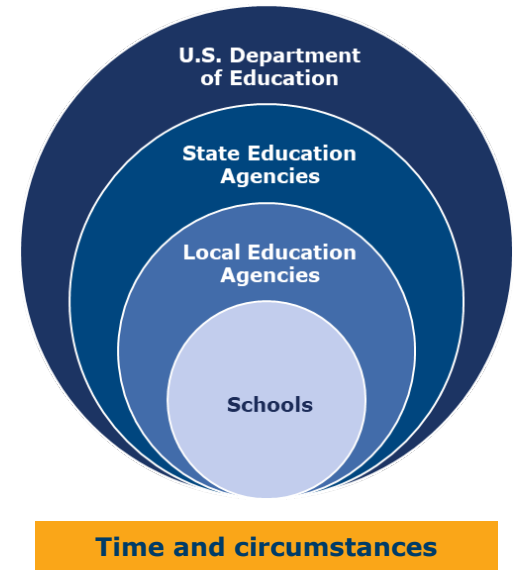 U.S. Department
of Education
State Education
Agencies
Local Education
Agencies
Schools
Time and circumstances